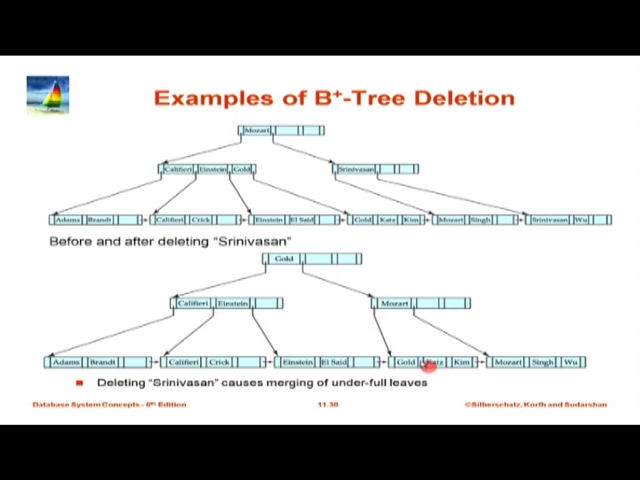 Examples of B+-Tree Deletion
Mozart
Califieri Einstein Gold Srinivasan
Adams Brandt Califieri Crick Einstein El Said Gold Katz Kim Mozart Singh Srinivasan Wu
Before and after deleting “Srinivasan”
Gold
Califieri Einstein Mozart
Adams Brandt Califieri Crick Einstein El Said Gold Katz Kim Mozart Singh Wu
Deleting “Srinivasan” causes merging of under-full leaves
Database System Concepts - 6th Edition 11.30 ©Silberschatz, Korth and Sudarshan